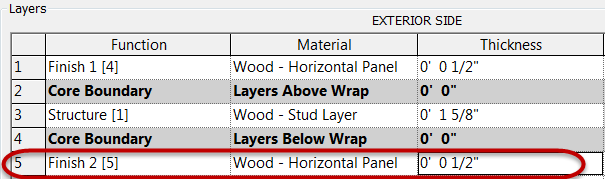 Layers
EXTERIOR SIDE
Function Material Thickness
1 Finish 1 [4] Wood - Horizontal Panel 0' 0 1/2"
2 Core Boundary Layers Above Wrap 0' 0"
3 Structure [1] Wood - Stud Layer 0' 1 5/8"
4 Core Boundary Layers Below Wrap 0' 0"
5 Finish 2 [5] Wood - Horizontal Panel 0' 0 1/2"